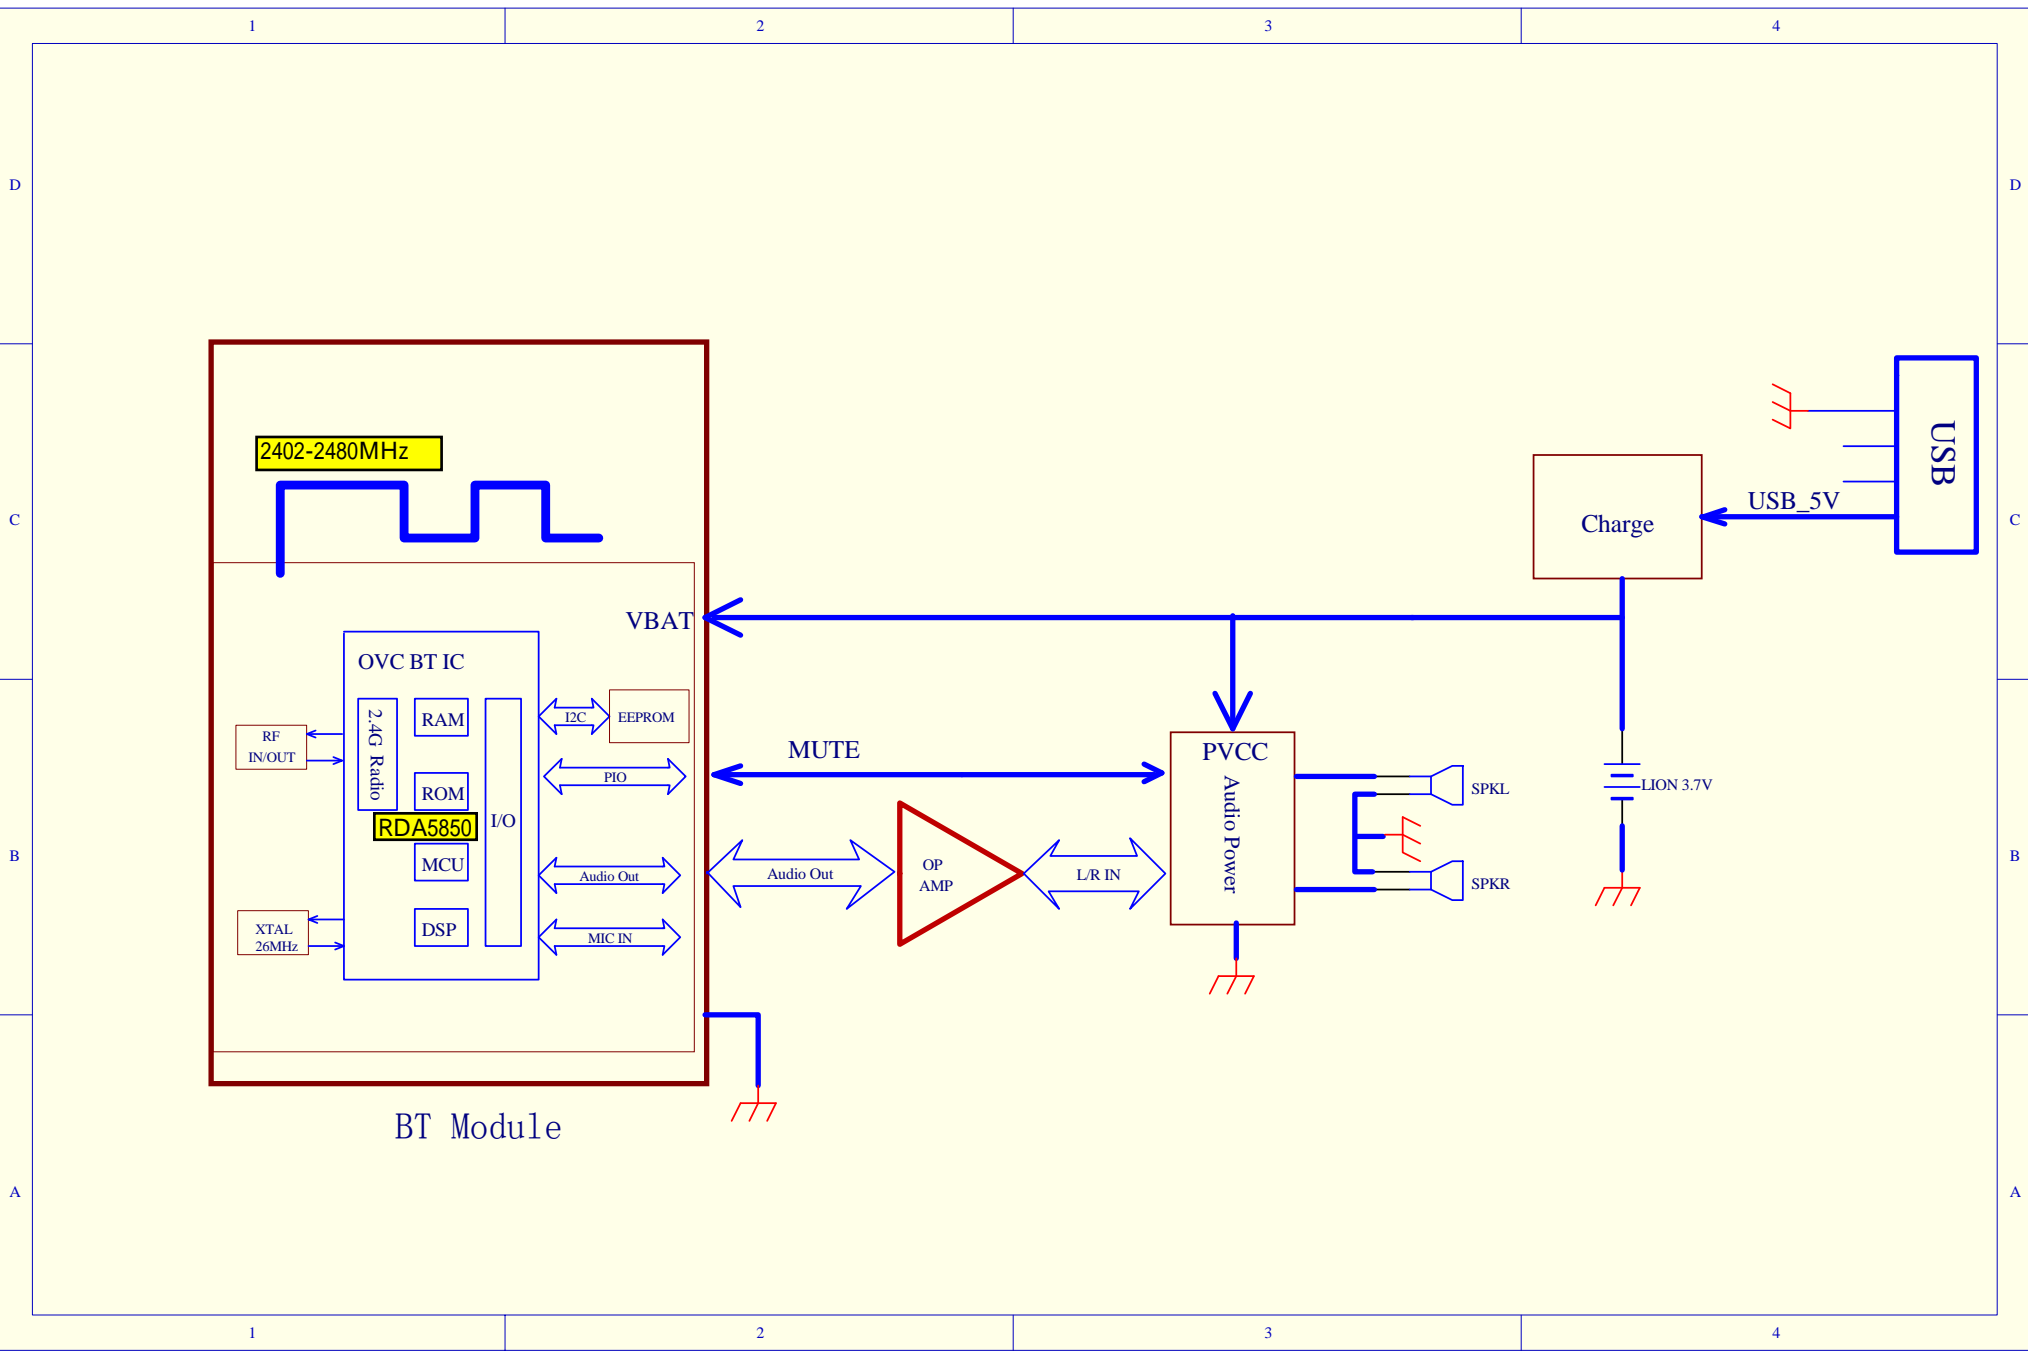 1 2 3 4
D D
USB
2402-2480MHz
USB_5V
C Charge C
VBAT
OVC BT IC
2.4G Radio
RAM
I2C
EEPROM
RF
IN/OUT
MUTE
PVCC
PIO
ROM
Audio Power
SPKL
LION 3.7V
I/O
RDA5850
B B
MCU
Audio Out
Audio Out
OP
AMP
L/R IN
SPKR
XTAL
26MHz
DSP
MIC IN
BT Module
A A
1 2 3 4